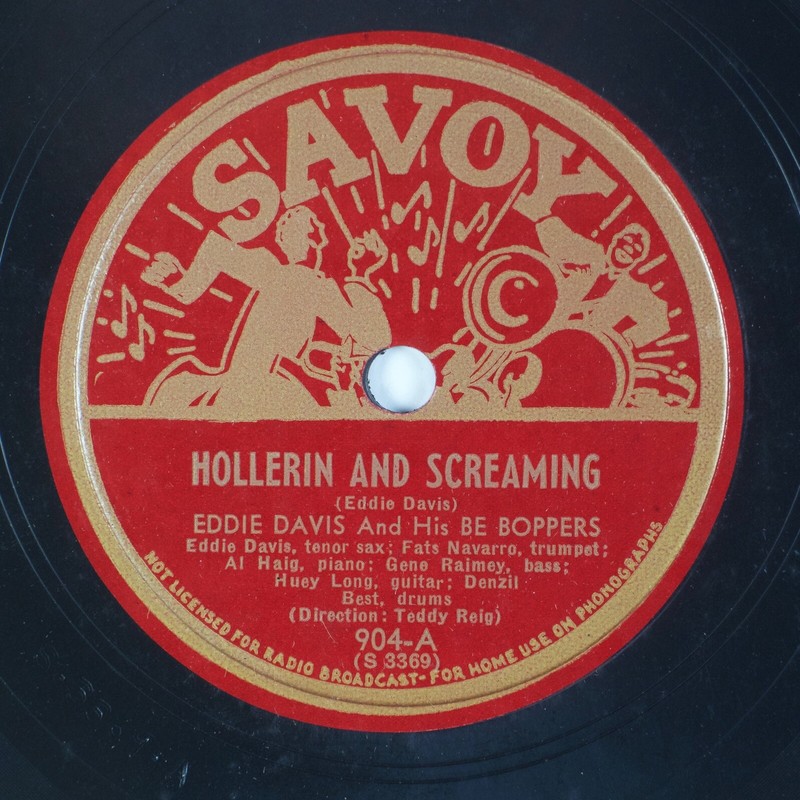 SAVOY
C
HOLLERIN AND SCREAMING
(Eddie Davis)
EDDIE DAVIS And His BE BOPPERS
Eddie Davis, tenor sax; Fats Navarro, trumpet;
Al Haig, piano; Gene Raimey, bass;
Huey Long, guitar; Denzil
Best, drums
(Direction: Teddy Reig)
904-A
(S 3369)
NOT LICENSED FOR RADIO BROADCAST- FOR HOME USE ON PHONOGRAPHS